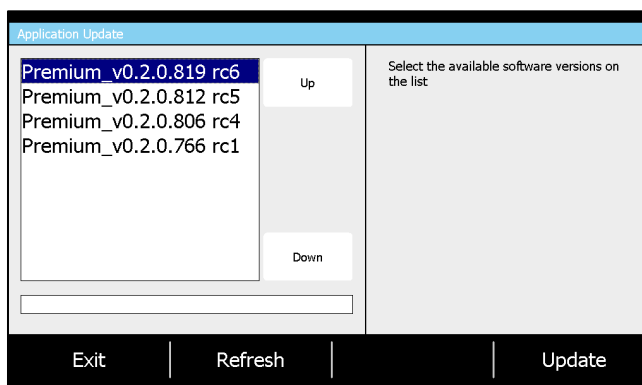 Application Update
Premium_v0.2.0.819 rc6
Premium_v0.2.0.812 rc5
Premium_v0.2.0.806 rc4
Premium_v0.2.0.766 rc1
Up
Down
Select the available software versions on
the list
Exit
Refresh
Update